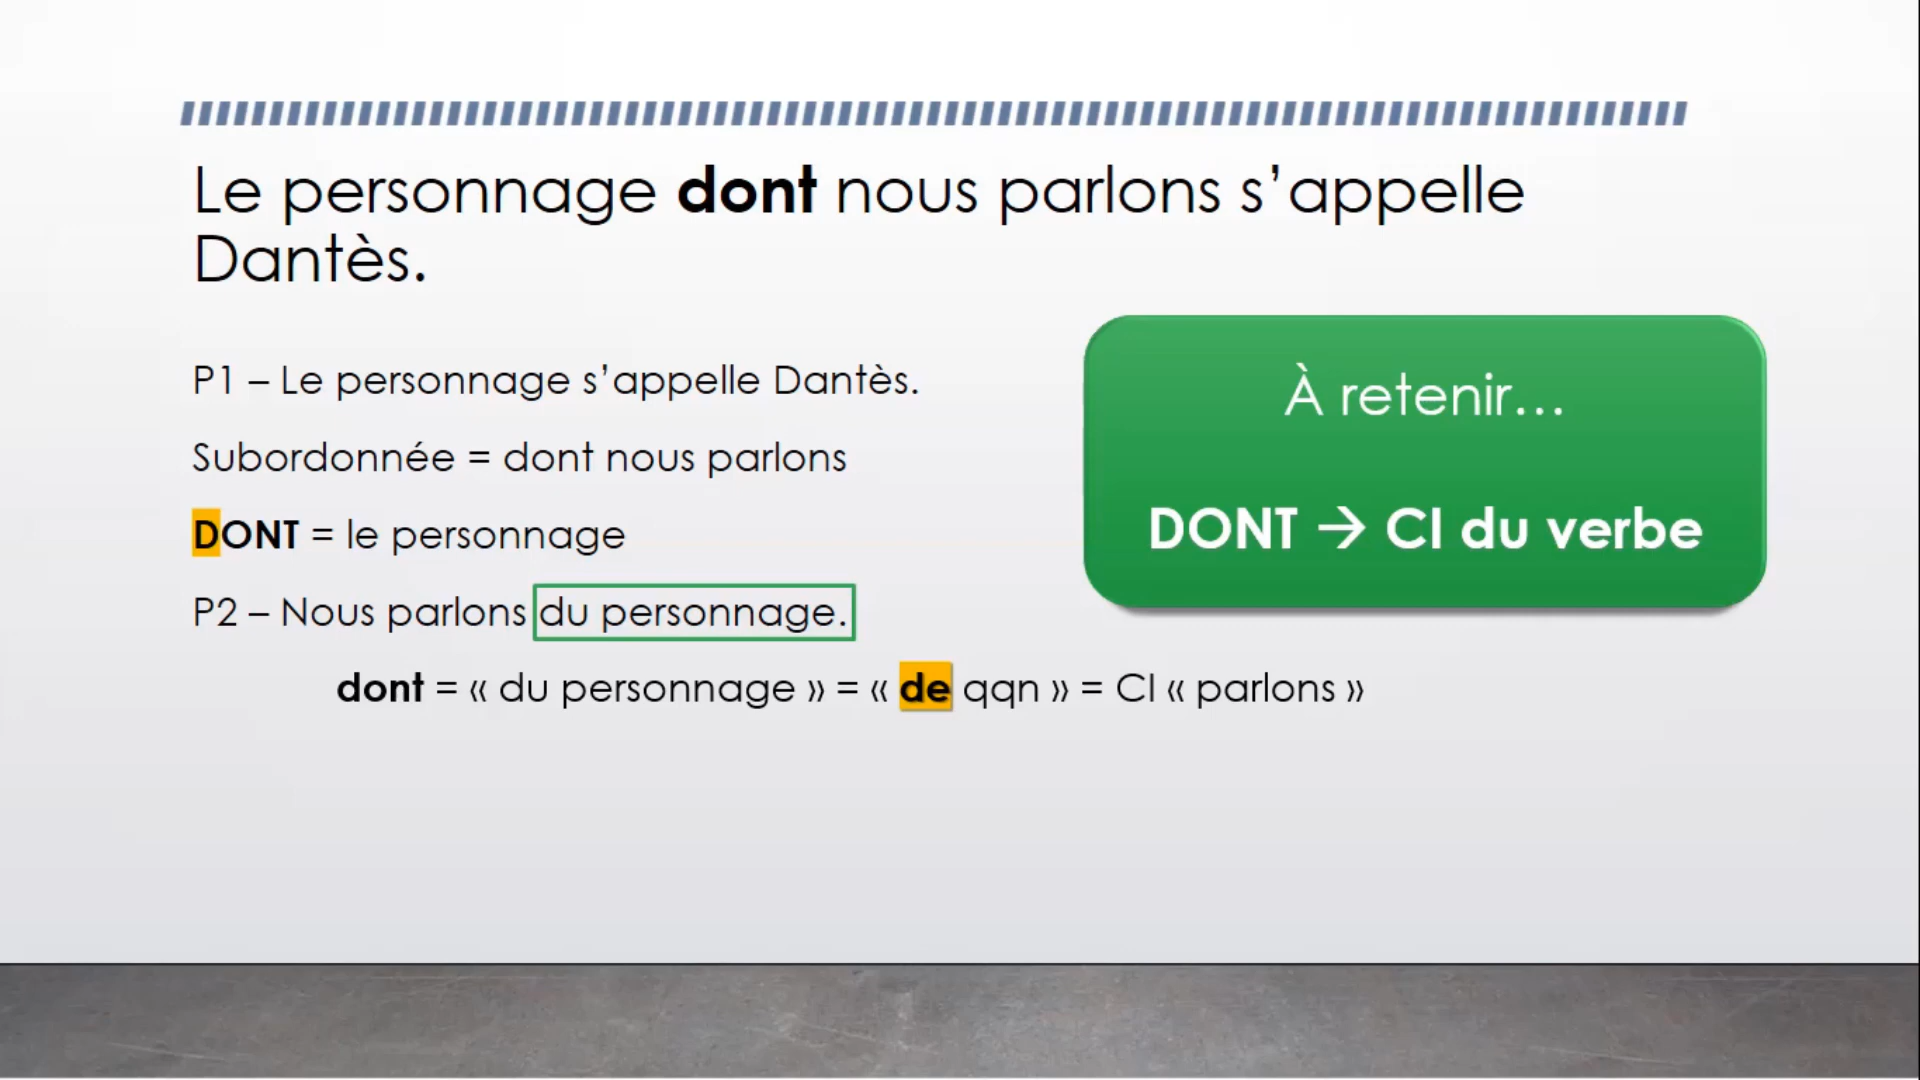 Le personnage dont nous parlons s’appelle
Dantès.
P1 – Le personnage s’appelle Dantès.
Subordonnée = dont nous parlons
DONT = le personnage
P2 – Nous parlons du personnage.
dont = « du personnage » = « de qqn » = CI « parlons »
À retenir…
DONT → CI du verbe